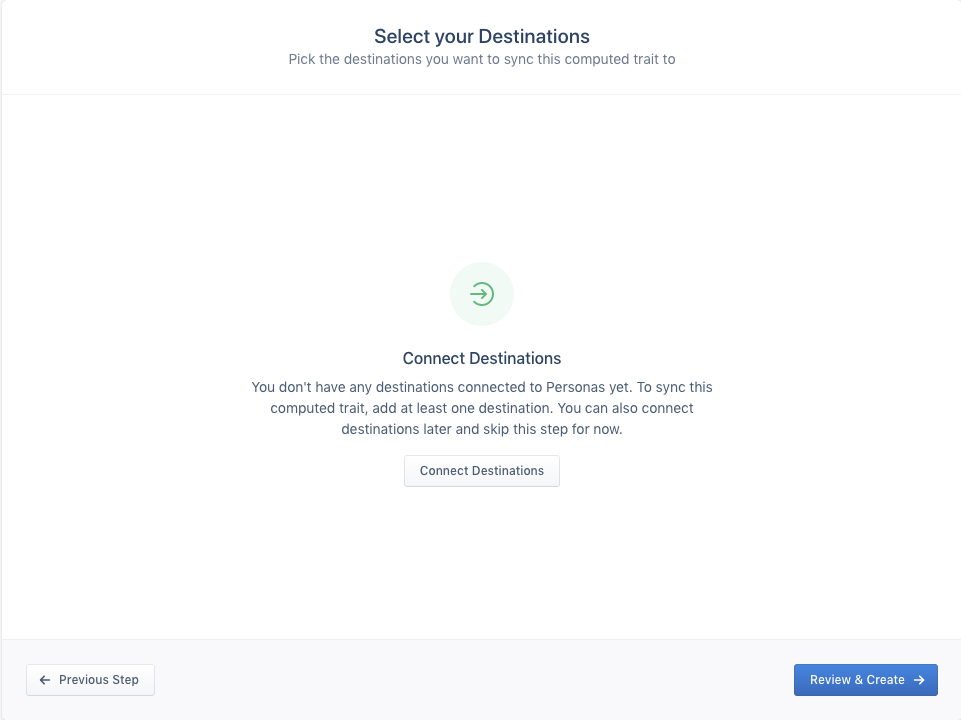 Select your Destinations
Pick the destinations you want to sync this computed trait to
Connect Destinations
You don't have any destinations connected to Personas yet. To sync this
computed trait, add at least one destination. You can also connect
destinations later and skip this step for now.
Connect Destinations
Previous Step
Review & Create